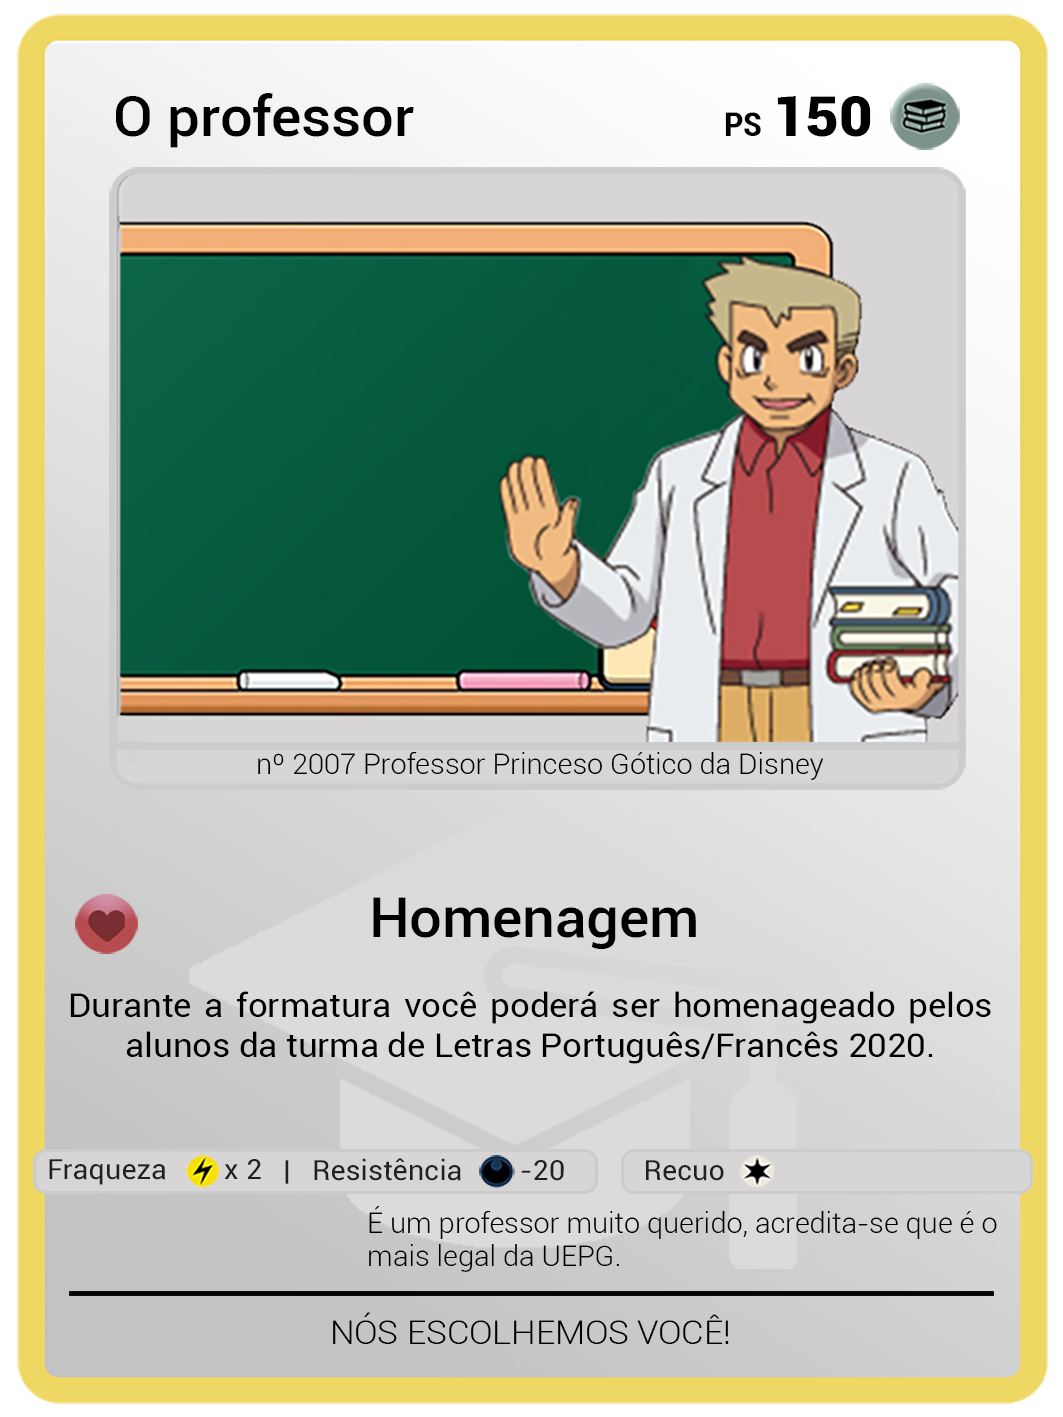 O professor
PS 150
nº 2007 Professor Princeso Gótico da Disney
Homenagem
Durante a formatura você poderá ser homenageado pelos
alunos da turma de Letras Português/Francês 2020.
Fraqueza x 2 | Resistência -20 Recuo
É um professor muito querido, acredita-se que é o
mais legal da UEPG.
NÓS ESCOLHEMOS VOCÊ!